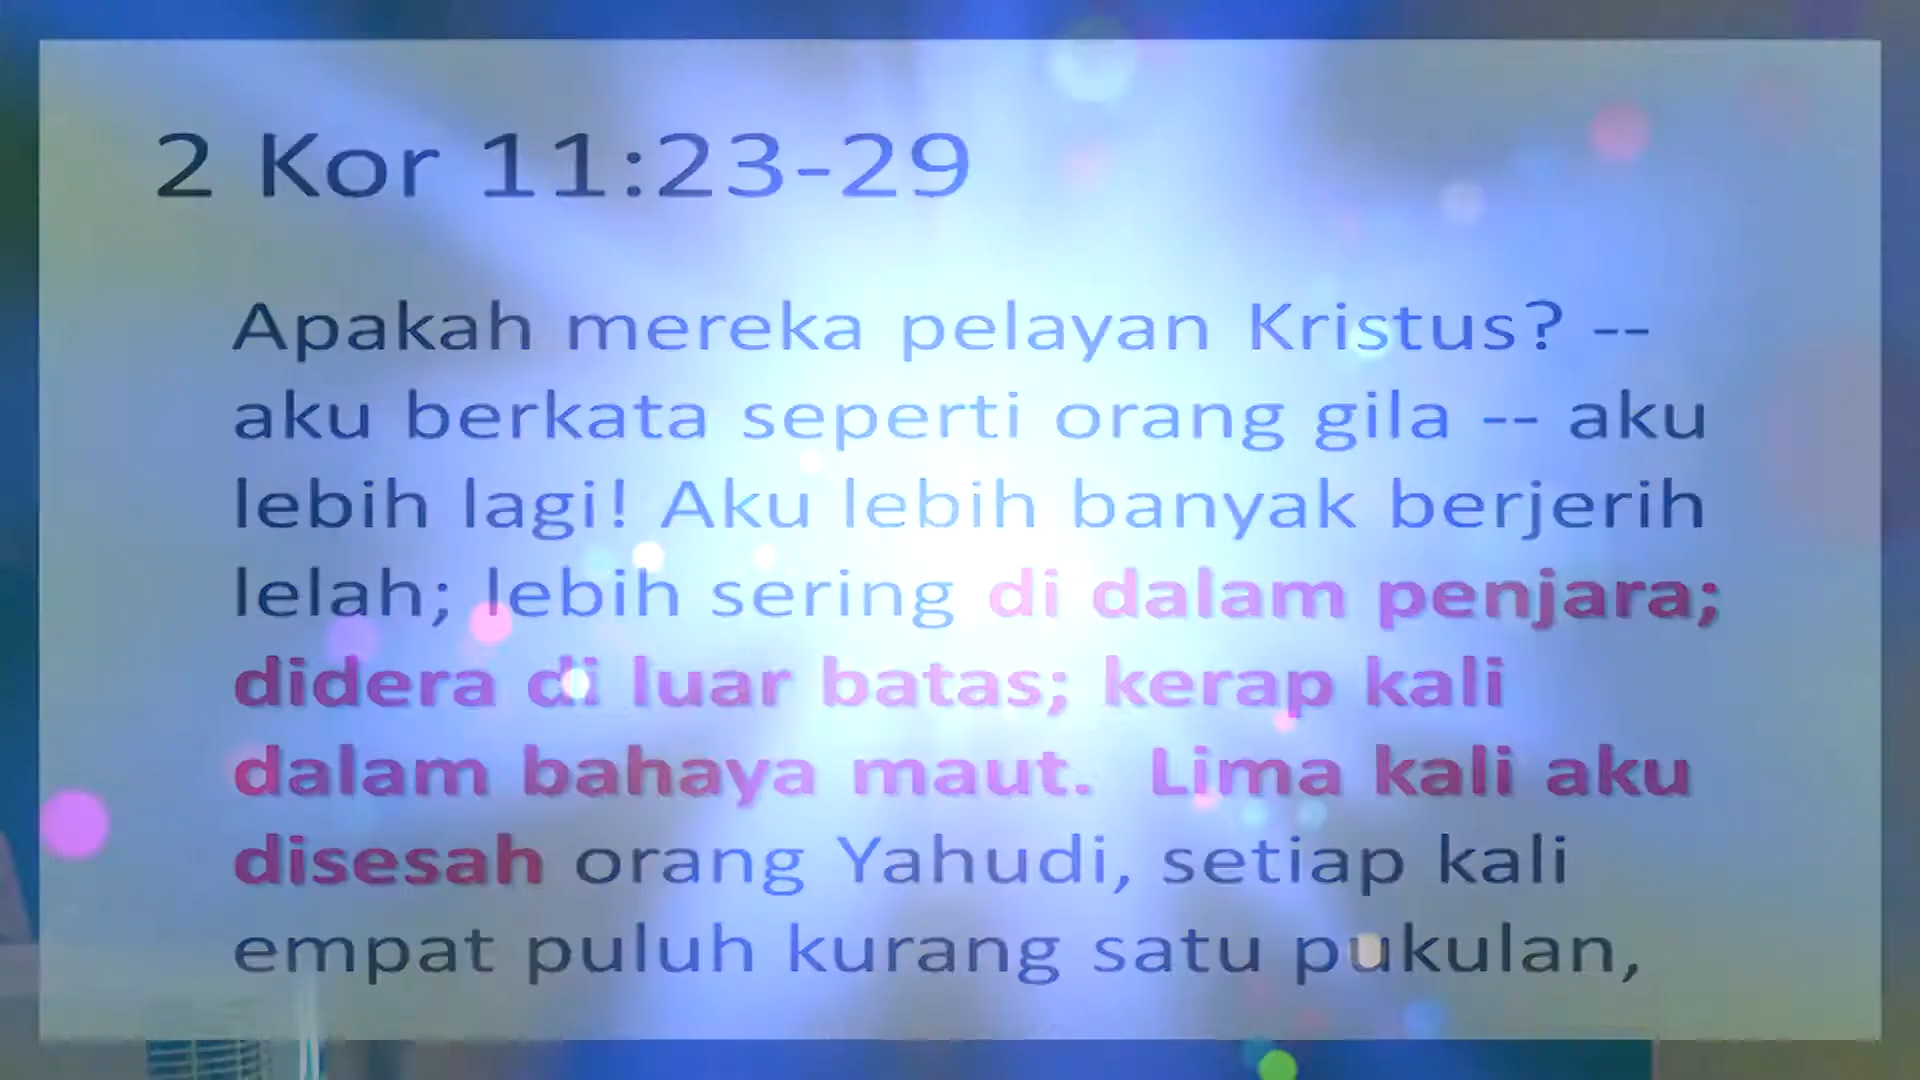 2 Kor 11:23-29
Apakah mereka pelayan Kristus? --
aku berkata seperti orang gila -- aku
lebih lagi! Aku lebih banyak berjerih
lelah; lebih sering di dalam penjara;
didera di luar batas; kerap kali
dalam bahaya maut. Lima kali aku
disesah orang Yahudi, setiap kali
empat puluh kurang satu pukulan,